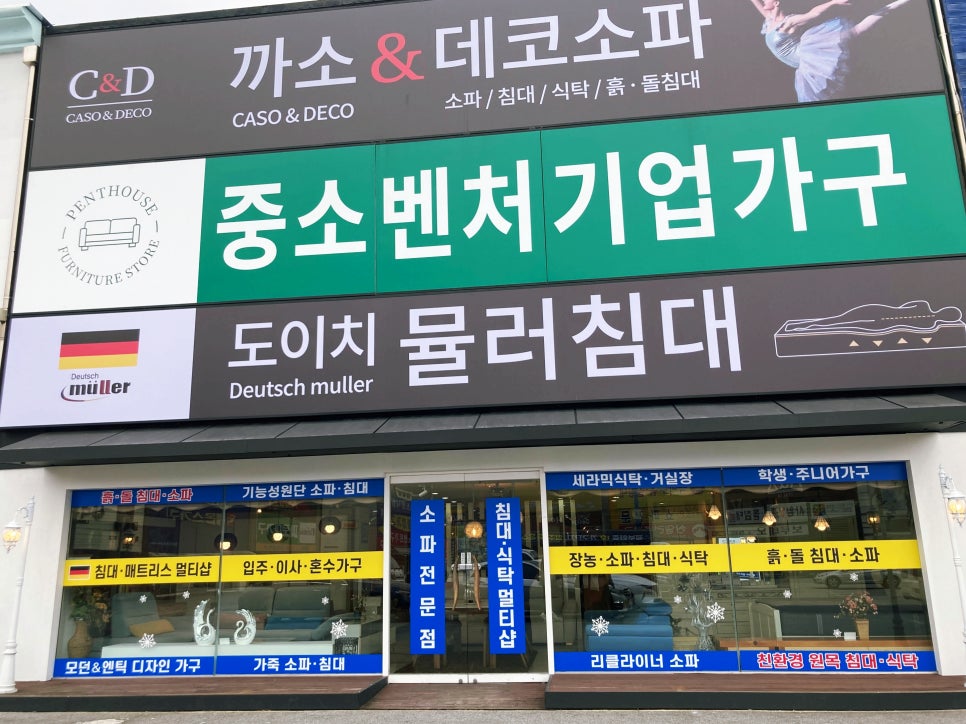 C&D
CASO & DECO
까소&데코소파
CASO & DECO
소파 / 침대 / 식탁 / 흙·돌침대
PENTHOUSE
FURNITURE STORE
중소벤처기업가구
Deutsch
müller
도이치 뮬러침대
Deutsch muller
흙·돌 침대·소파
기능성원단 소파·침대
세라믹식탁·거실장
학생·주니어가구
소파전문점
침대·식탁 멀티샵
침대·매트리스 멀티샵
입주·이사·혼수가구
장농·소파·침대·식탁
흙·돌 침대·소파
모던&엔틱 디자인 가구
가죽 소파·침대
리클라이너 소파
친환경 원목 침대·식탁